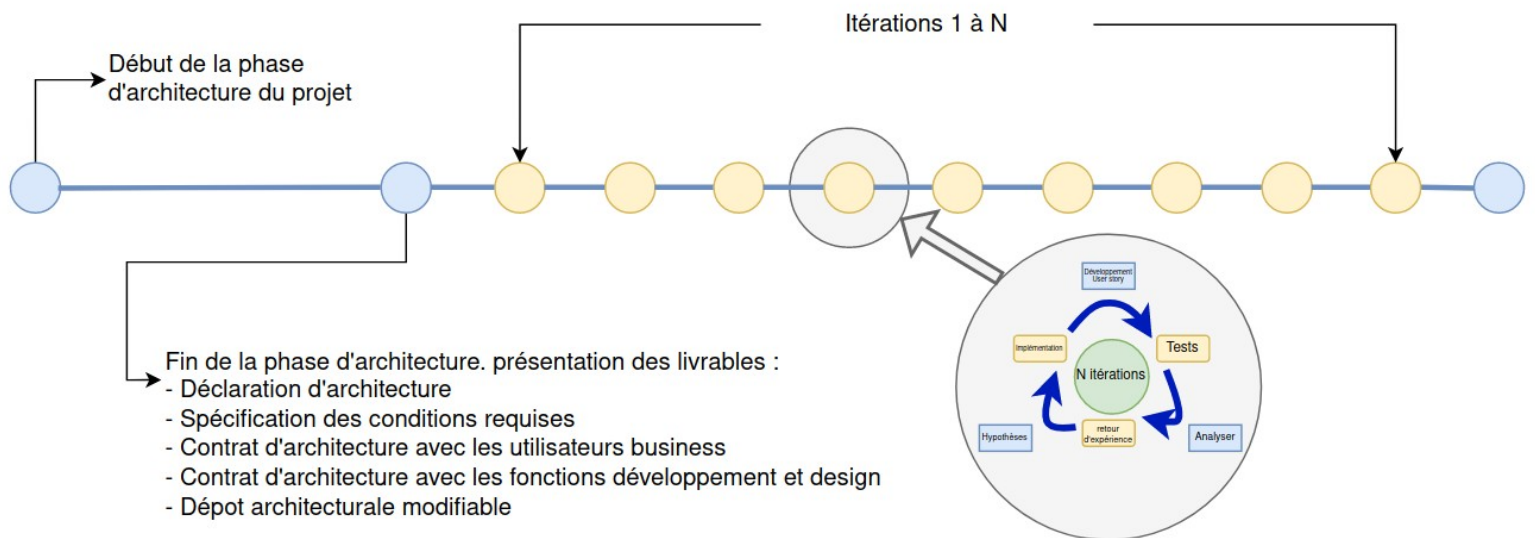 Itérations 1 à N
Début de la phase
d'architecture du projet
Développement
User story
Implémentation
Tests
N itérations
retour
d'expérience
Hypothèses
Analyser
Fin de la phase d'architecture. présentation des livrables :
- Déclaration d'architecture
- Spécification des conditions requises
- Contrat d'architecture avec les utilisateurs business
- Contrat d'architecture avec les fonctions développement et design
- Dépot architecturale modifiable